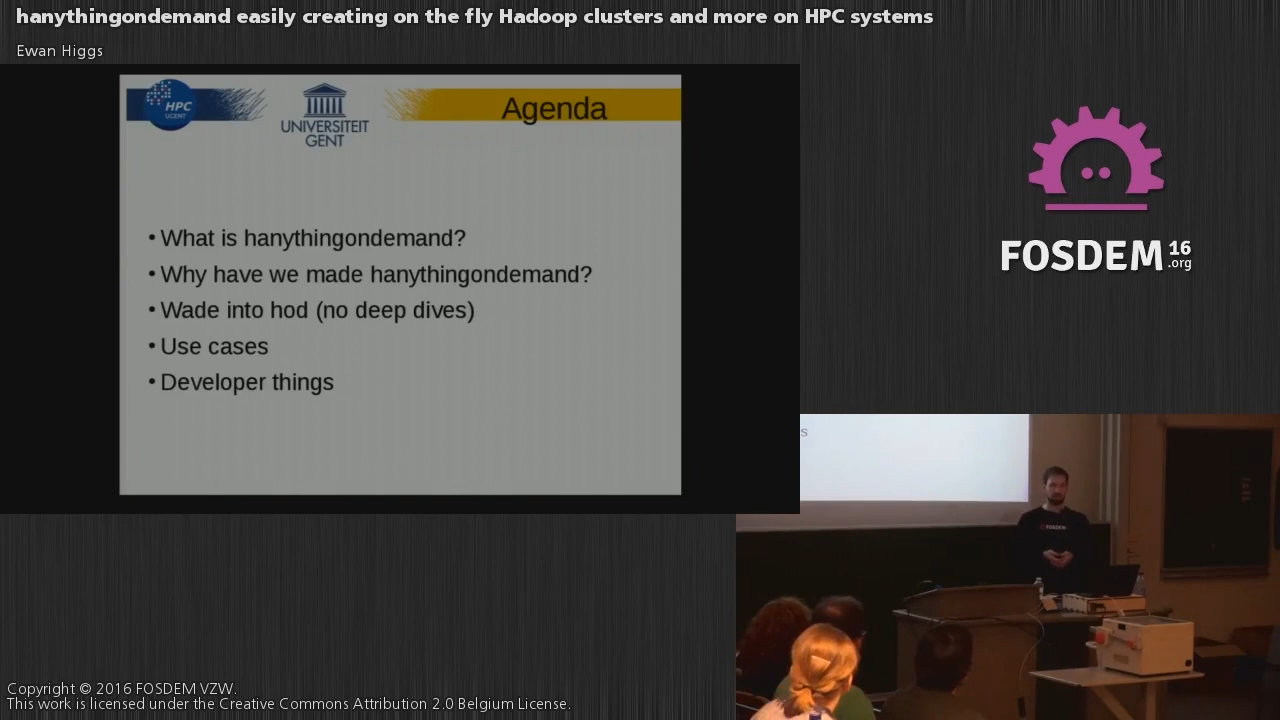 hanythingondemand easily creating on the fly Hadoop clusters and more on HPC systems
Ewan Higgs
HPC
UGENT
UNIVERSITEIT
GENT
Agenda
• What is hanythingondemand?
• Why have we made hanythingondemand?
• Wade into hod (no deep dives)
• Use cases
• Developer things
FOSDEM 16
.org
s
FOSDEM
Copyright © 2016 FOSDEM VZW.
This work is licensed under the Creative Commons Attribution 2.0 Belgium License.